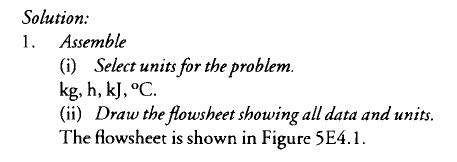 Solution:
1. Assemble
(i) Select units for the problem.
kg, h, kJ, ºC.
(ii) Draw the flowsheet showing all data and units.
The flowsheet is shown in Figure 5E4.1.